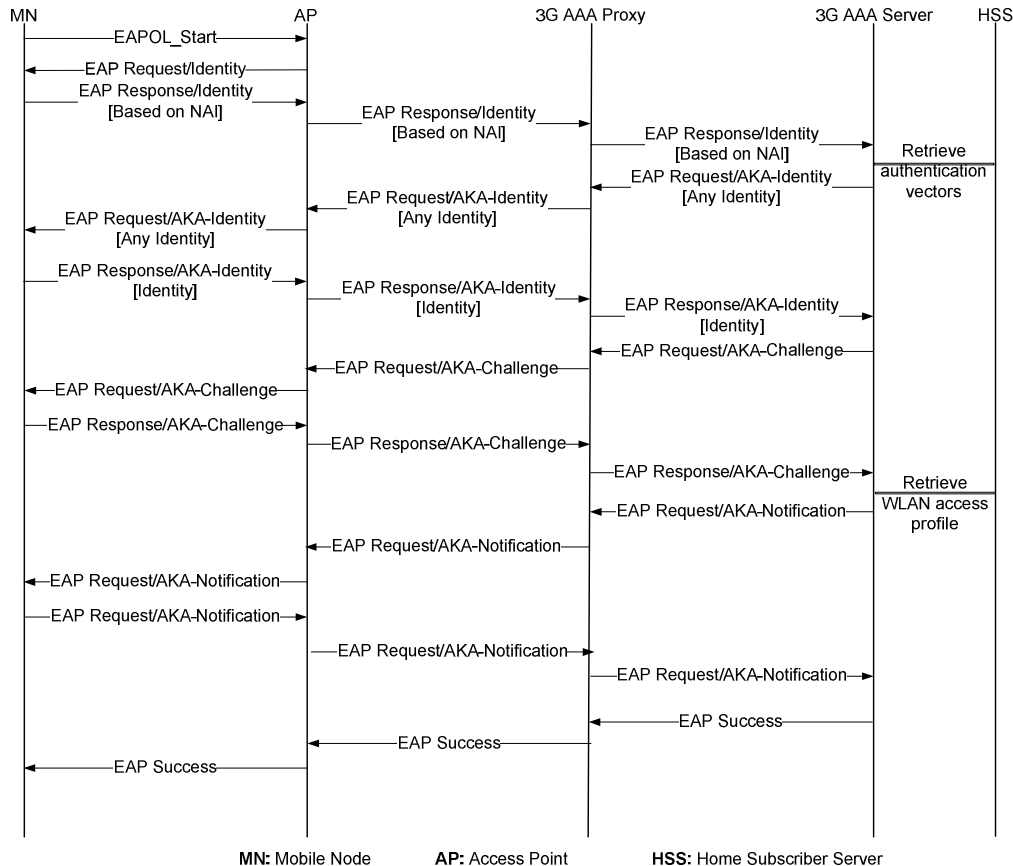 MN
AP
3G AAA Proxy
3G AAA Server
HSS
EAPOL_Start
EAP Request/Identity
EAP Response/Identity
[Based on NAI]
EAP Response/Identity
[Based on NAI]
EAP Response/Identity
[Based on NAI]
Retrieve
authentication
vectors
EAP Request/AKA-Identity
[Any Identity]
EAP Request/AKA-Identity
[Any Identity]
EAP Request/AKA-Identity
[Any Identity]
EAP Response/AKA-Identity
[Identity]
EAP Response/AKA-Identity
[Identity]
EAP Response/AKA-Identity
[Identity]
EAP Request/AKA-Challenge
EAP Request/AKA-Challenge
EAP Request/AKA-Challenge
EAP Response/AKA-Challenge
EAP Response/AKA-Challenge
EAP Response/AKA-Challenge
Retrieve
WLAN access
profile
EAP Request/AKA-Notification
EAP Request/AKA-Notification
EAP Request/AKA-Notification
EAP Request/AKA-Notification
EAP Request/AKA-Notification
EAP Request/AKA-Notification
EAP Success
EAP Success
EAP Success
MN: Mobile Node AP: Access Point HSS: Home Subscriber Server